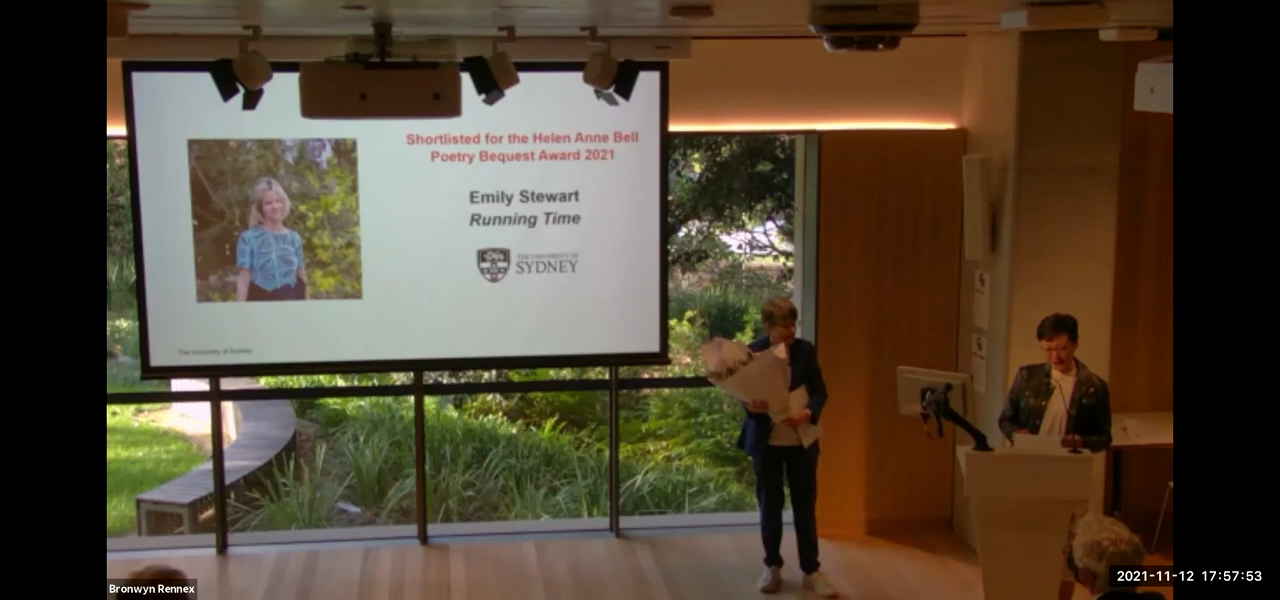 Shortlisted for the Helen Anne Bell
Poetry Bequest Award 2021
Emily Stewart
Running Time
THE UNIVERSITY OF
SYDNEY
The University of Sydney
Bronwyn Rennex
2021-11-12 17:57:53